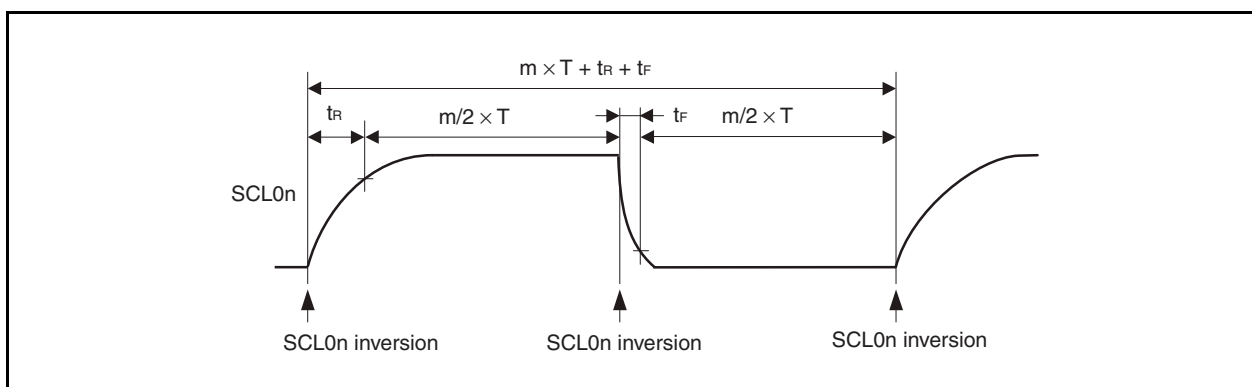 m × T + tR + tF
tR
m/2 × T
tF
m/2 × T
SCL0n
SCL0n inversion
SCL0n inversion
SCL0n inversion